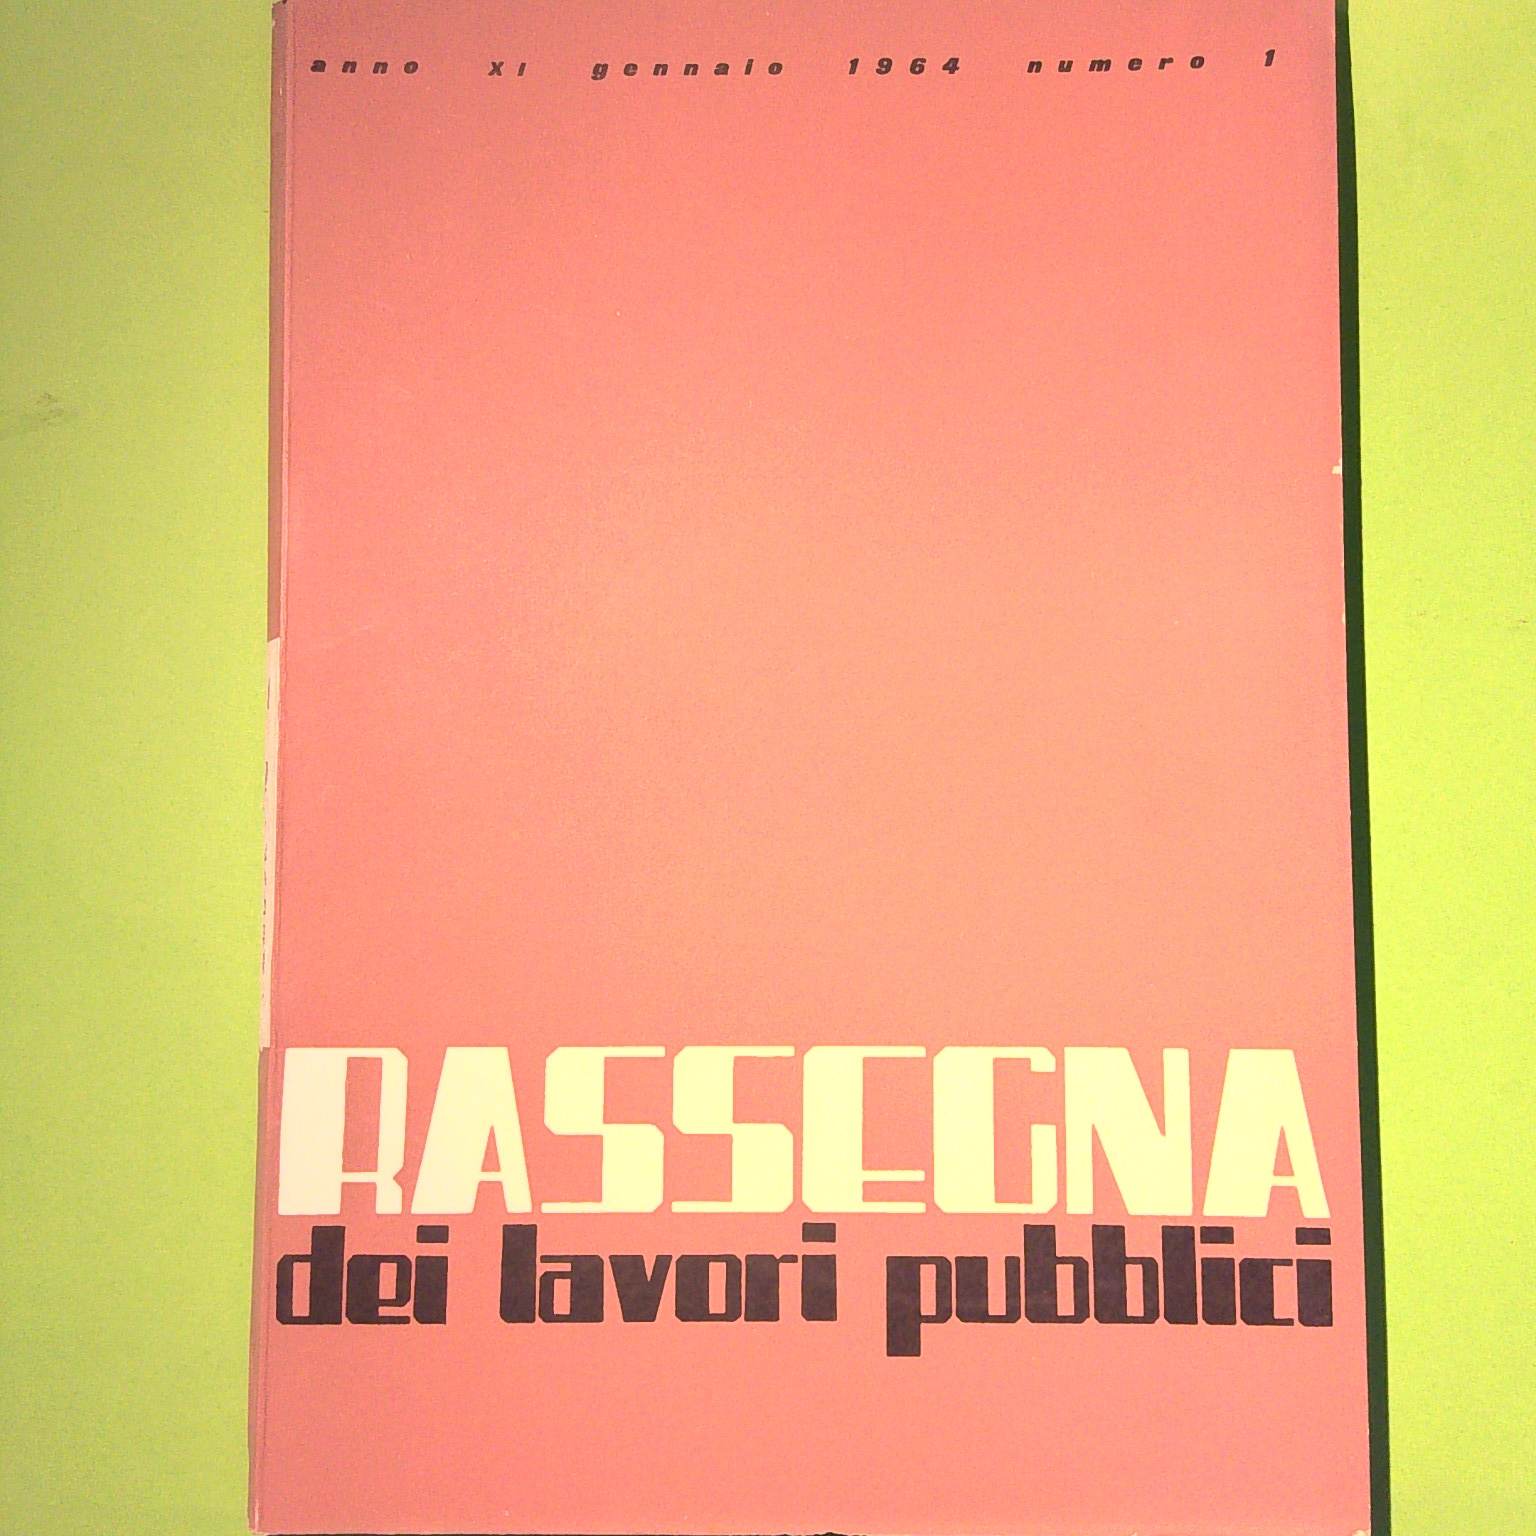 anno XI gennaio 1964 numero 1
RASSEGNA
dei lavori pubblici